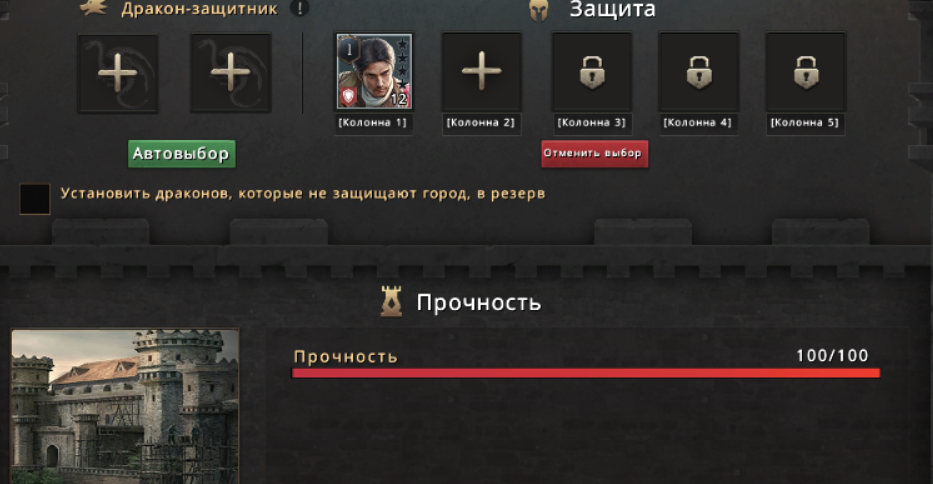 Дракон-защитник !
Защита
I
12
[Колонна 1] [Колонна 2] [Колонна 3] [Колонна 4] [Колонна 5]
Автовыбор
Отменить выбор
Установить драконов, которые не защищают город, в резерв
Прочность
Прочность 100/100